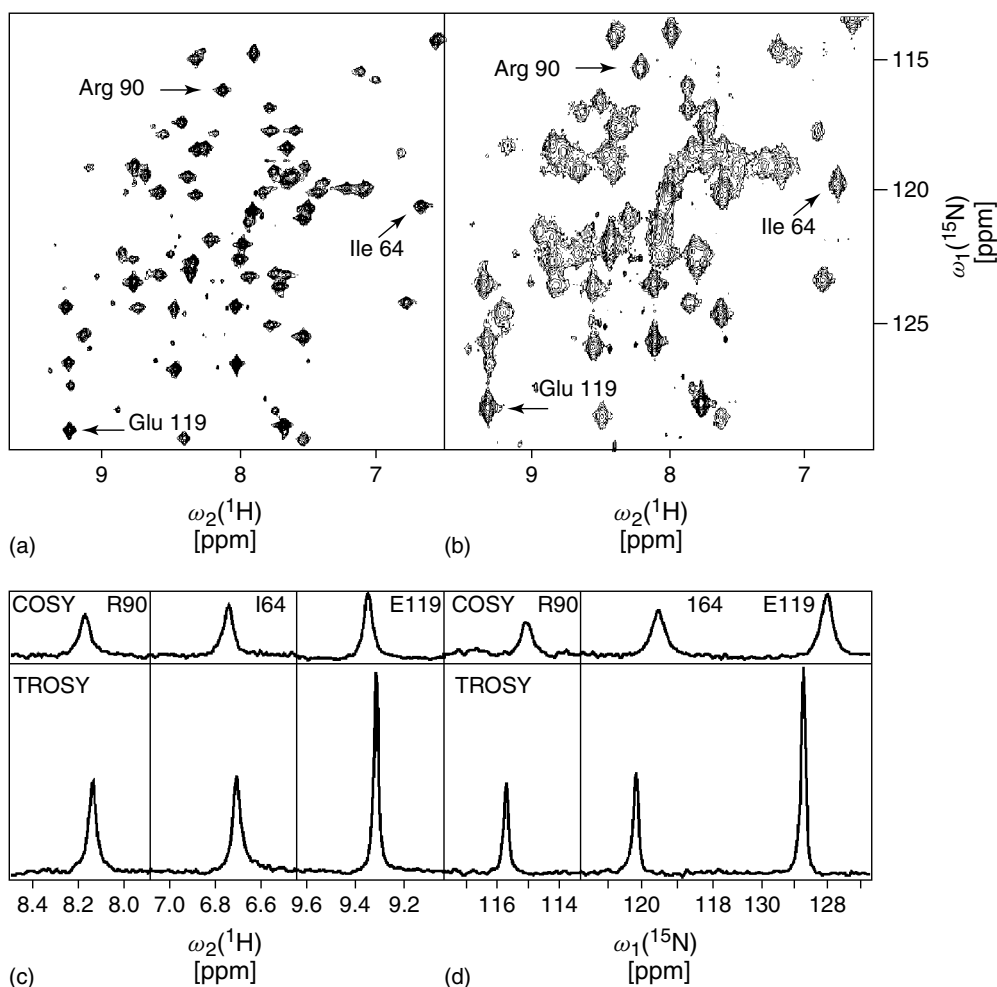 Arg 90
Ile 64
Glu 119
9 8 7
ω2(1H)
[ppm]
(a)
Arg 90
Ile 64
Glu 119
115
120
125
ω1(15N)
[ppm]
9 8 7
ω2(1H)
[ppm]
(b)
COSY R90 I64 E119
TROSY
8.4 8.2 8.0 7.0 6.8 6.6 9.6 9.4 9.2
ω2(1H)
[ppm]
(c)
COSY R90 164 E119
TROSY
116 114 120 118 130 128
ω1(15N)
[ppm]
(d)